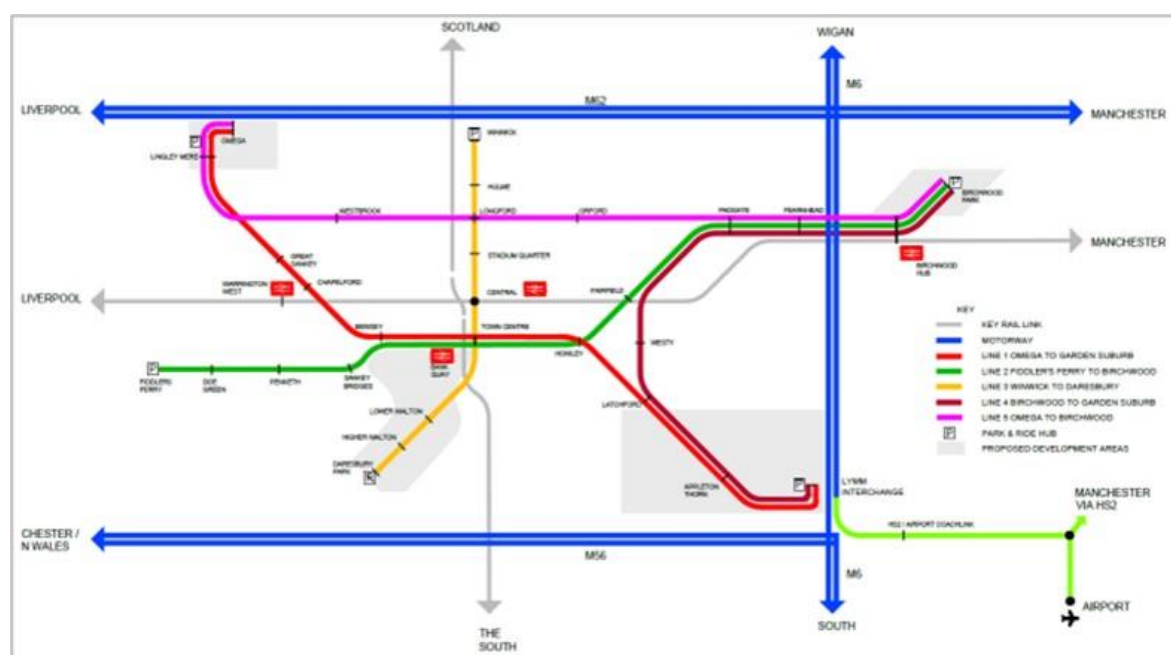 SCOTLAND
WIGAN
M6
LIVERPOOL
M62
MANCHESTER
P
WINWICK
P
OMEGA
LINGLEY MERE
HULME
P
BIRCHWOOD
PARK
WESTBROOK
LONGFORD
ORFORD
PADGATE
PEARNHEAD
MANCHESTER
GREAT
SANKEY
STADIUM QUARTER
BIRCHWOOD
HUB
WARRINGTON
WEST
CHAPELFORD
CENTRAL
FAIRFIELD
LIVERPOOL
KEY
KEY RAIL LINK
MOTORWAY
LINE 1 OMEGA TO GARDEN SUBURB
LINE 2 FIDDLER'S FERRY TO BIRCHWOOD
LINE 3 WINWICK TO DARESBURY
LINE 4 BIRCHWOOD TO GARDEN SUBURB
LINE 5 OMEGA TO BIRCHWOOD
P
PARK & RIDE HUB
PROPOSED DEVELOPMENT AREAS
BEWSEY
TOWN CENTRE
HOWLEY
WESTY
BANK
QUAY
P
FIDDLERS
FERRY
DOE
GREEN
PENKETH
SANKEY
BRIDGES
LATCHFORD
LOWER WALTON
HIGHER WALTON
DARESBURY
PARK
APPLETON
THORN
P
LYMM
INTERCHANGE
MANCHESTER
VIA HS2
HS2 / AIRPORT COACHLINK
CHESTER /
N WALES
M56
M6
AIRPORT
THE
SOUTH
SOUTH